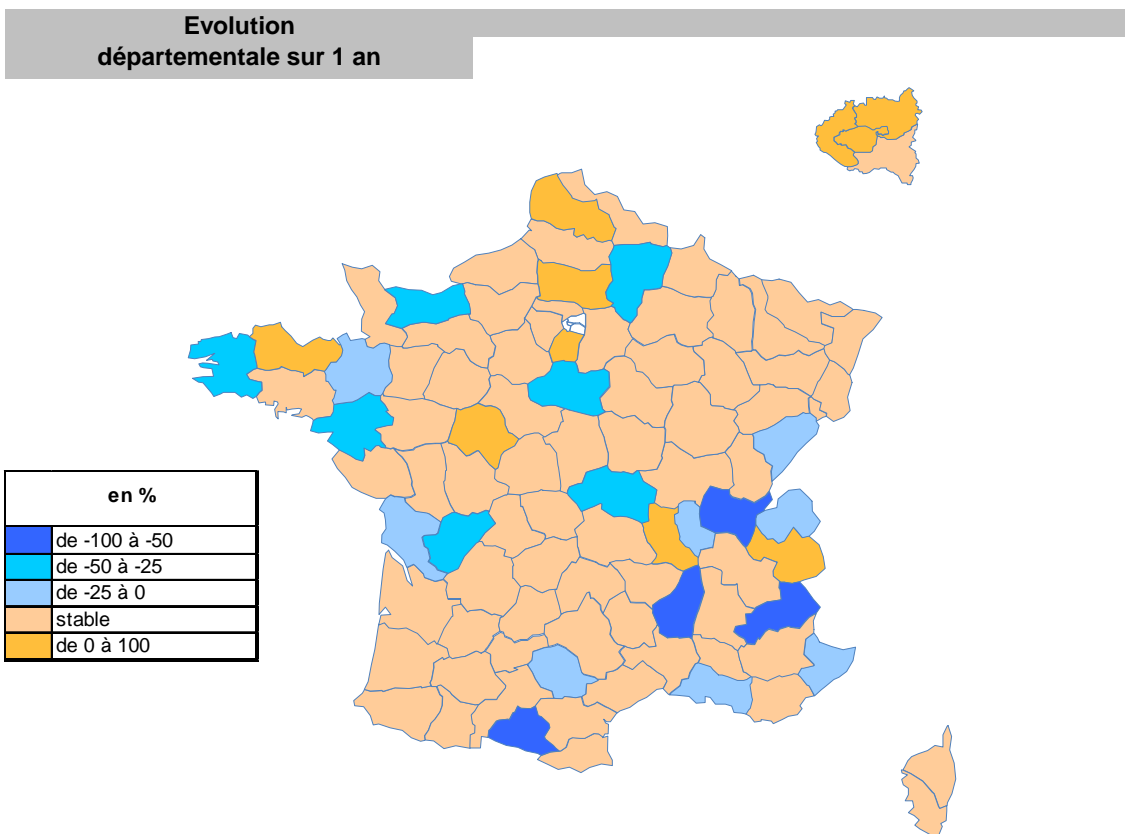 Evolution
départementale sur 1 an
en %
de -100 à -50
de -50 à -25
de -25 à 0
stable
de 0 à 100